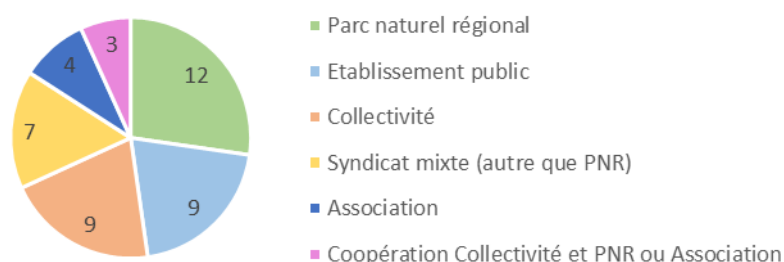 3
4
12
7
9
9
Parc naturel régional
Etablissement public
Collectivité
Syndicat mixte (autre que PNR)
Association
Coopération Collectivité et PNR ou Association